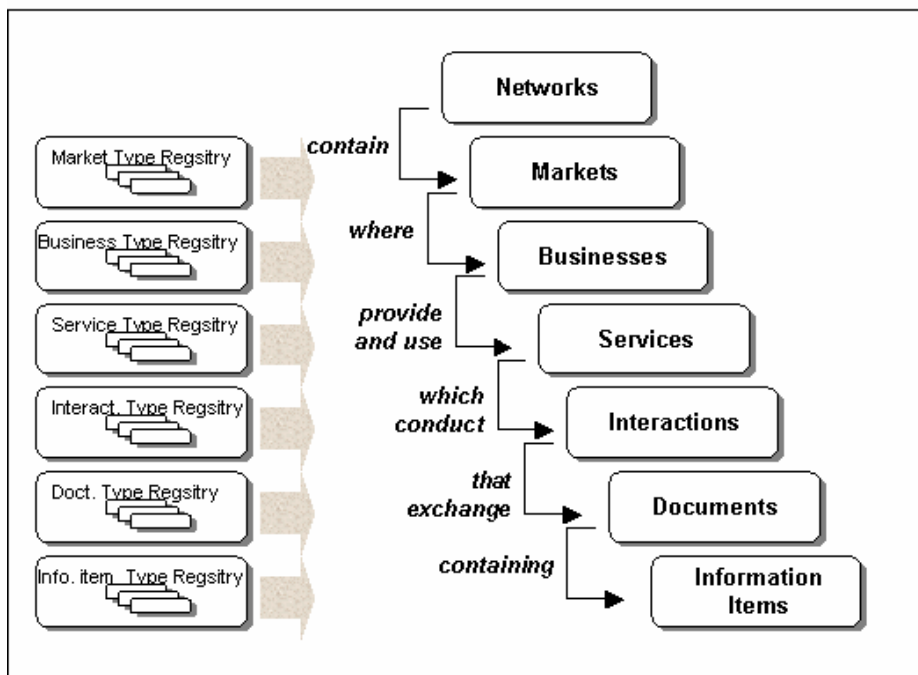 Networks
contain
Market Type Regsitry
Markets
where
Business Type Regsitry
Businesses
provide
and use
Service Type Regsitry
Services
which
conduct
Interact. Type Regsitry
Interactions
that
exchange
Doct. Type Regsitry
Documents
containing
Info. item. Type Regsitry
Information
Items